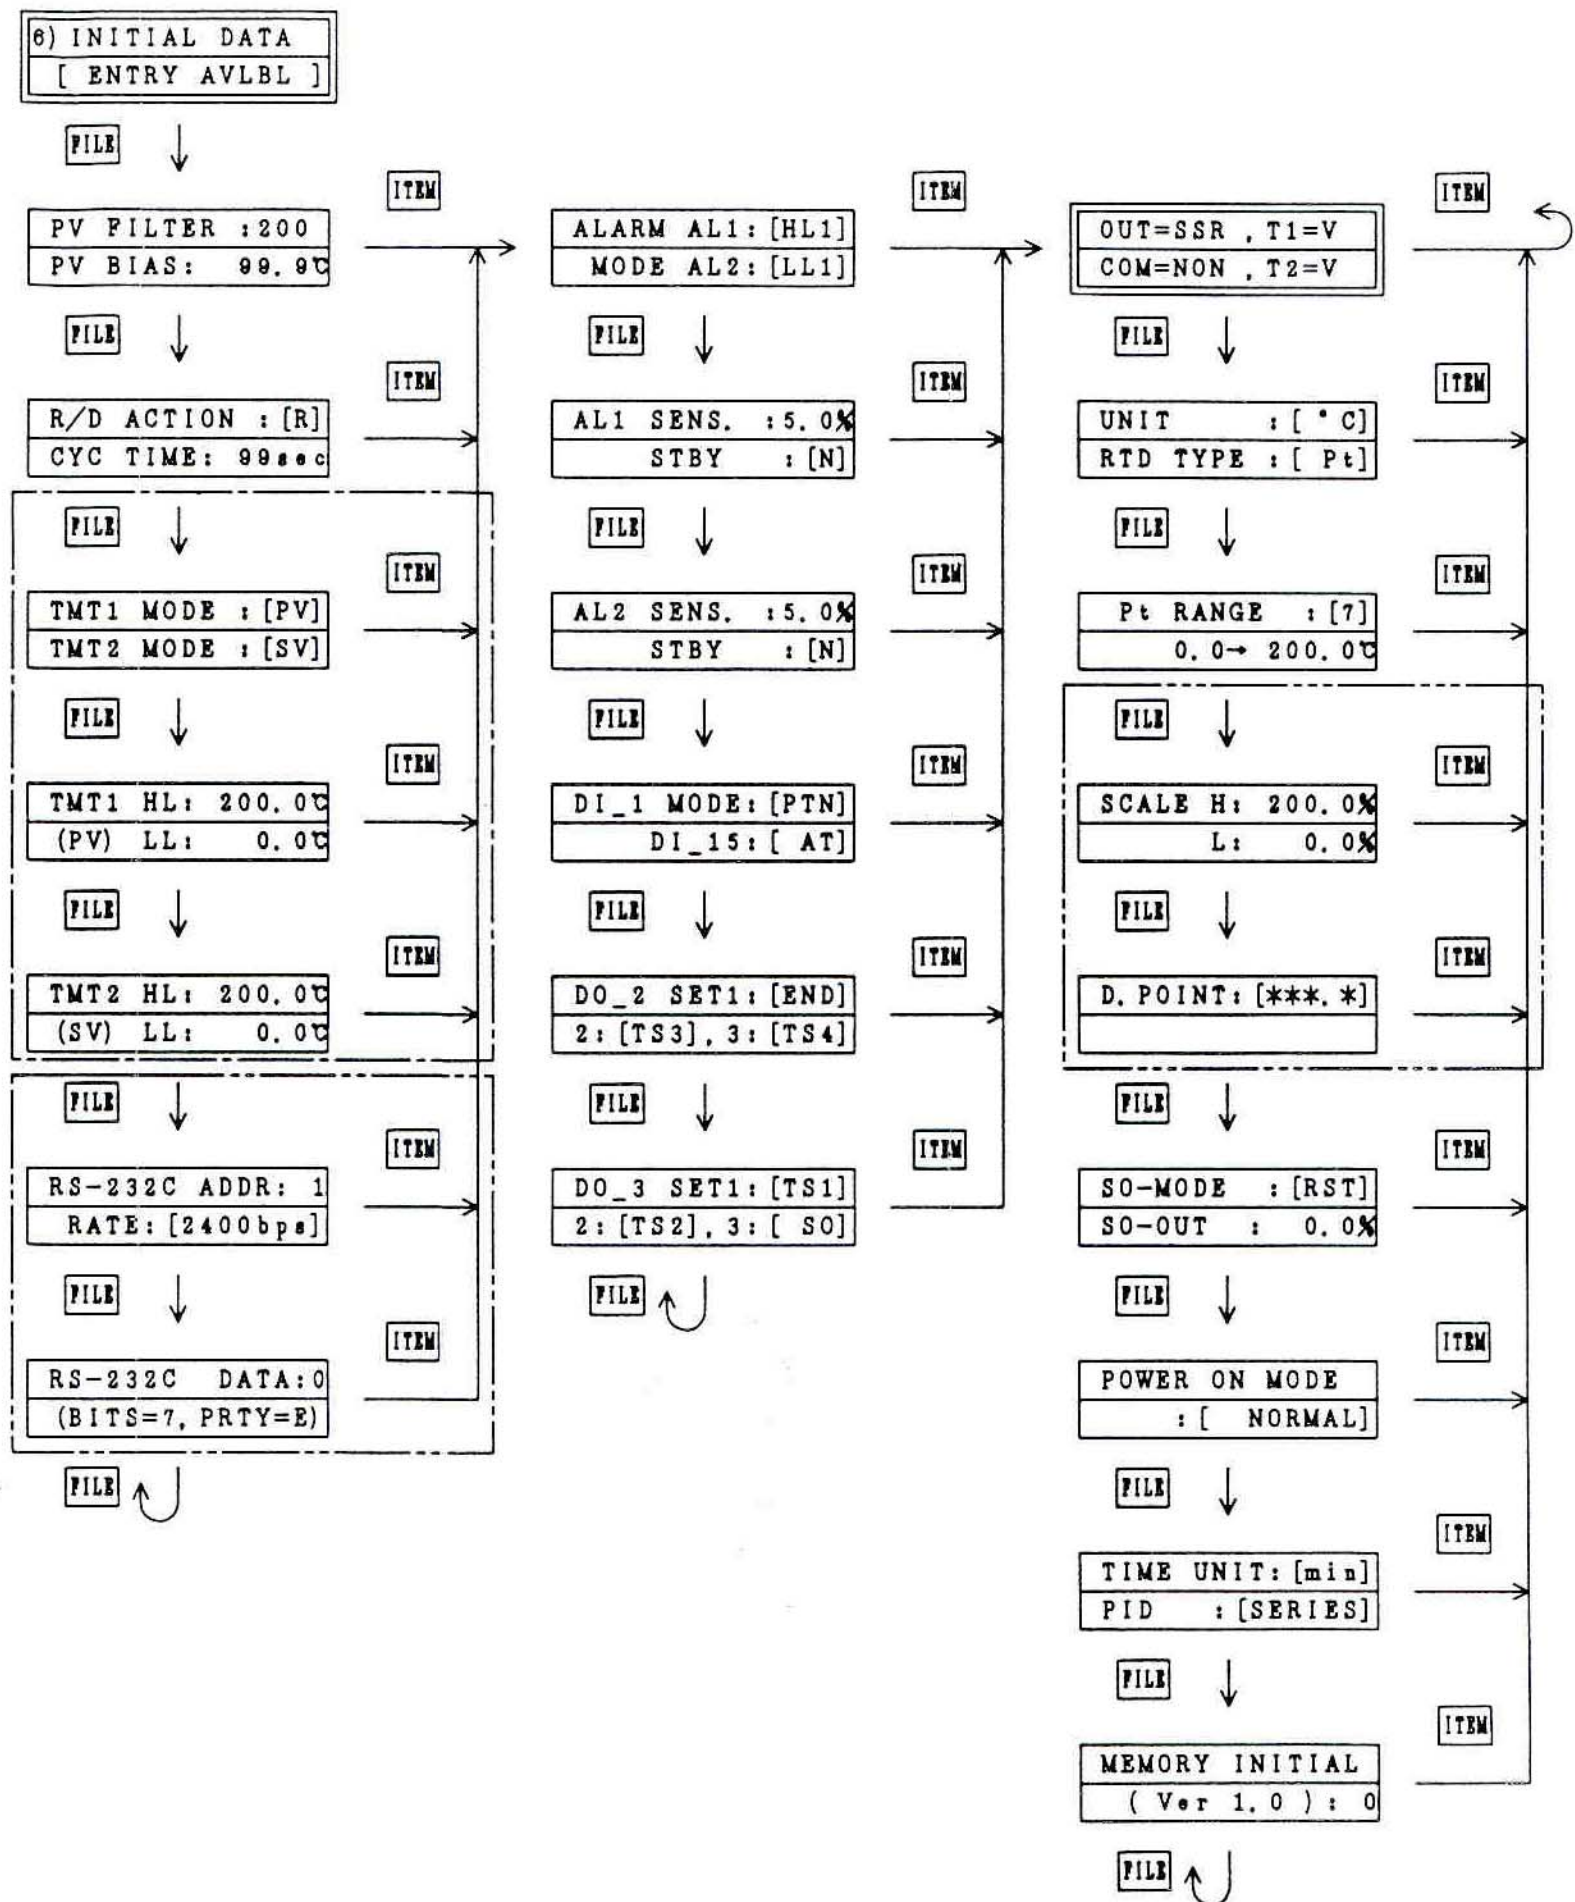 6) INITIAL DATA
[ ENTRY AVLBL ]
FILE
ITEM
PV FILTER :200
PV BIAS: 99.9℃
FILE
ITEM
R/D ACTION :[R]
CYC TIME: 99sec
FILE
ITEM
TMT1 MODE :[PV]
TMT2 MODE :[SV]
FILE
ITEM
TMT1 HL: 200.0℃
(PV) LL: 0.0℃
FILE
ITEM
TMT2 HL: 200.0℃
(SV) LL: 0.0℃
FILE
ITEM
RS-232C ADDR: 1
RATE:[2400bps]
FILE
ITEM
RS-232C DATA:0
(BITS=7, PRTY=E)
FILE
ITEM
ALARM AL1:[HL1]
MODE AL2:[LL1]
FILE
ITEM
AL1 SENS. :5.0%
STBY :[N]
FILE
ITEM
AL2 SENS. :5.0%
STBY :[N]
FILE
ITEM
DI_1 MODE:[PTN]
DI_15:[ AT]
FILE
ITEM
DO_2 SET1:[END]
2:[TS3], 3:[TS4]
FILE
ITEM
DO_3 SET1:[TS1]
2:[TS2], 3:[ SO]
FILE
ITEM
OUT=SSR , T1=V
COM=NON , T2=V
FILE
ITEM
UNIT :[ °C]
RTD TYPE :[ Pt]
FILE
ITEM
Pt RANGE :[7]
0.0→ 200.0℃
FILE
ITEM
SCALE H: 200.0%
L: 0.0%
FILE
ITEM
D. POINT:[***.*]
FILE
ITEM
SO-MODE :[RST]
SO-OUT : 0.0%
FILE
ITEM
POWER ON MODE
:[ NORMAL]
FILE
ITEM
TIME UNIT:[min]
PID :[SERIES]
FILE
ITEM
MEMORY INITIAL
( Ver 1.0 ): 0
FILE